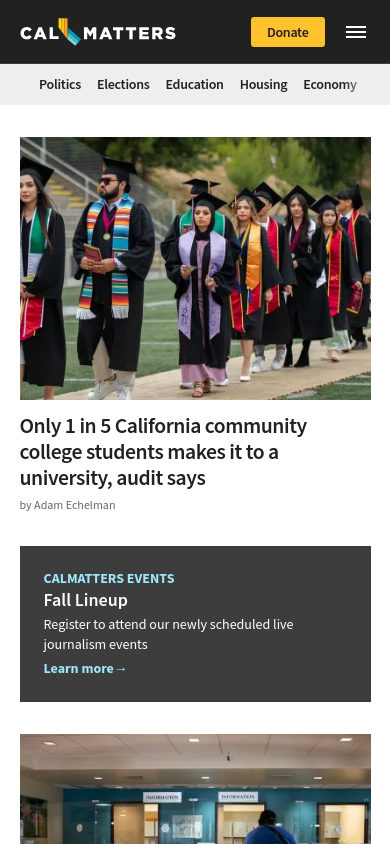 CALMATTERS
Donate
Politics Elections Education Housing Economy
Only 1 in 5 California community
college students makes it to a
university, audit says
by Adam Echelman
CALMATTERS EVENTS
Fall Lineup
Register to attend our newly scheduled live
journalism events
Learn more→
INFORMATION INFORMATION